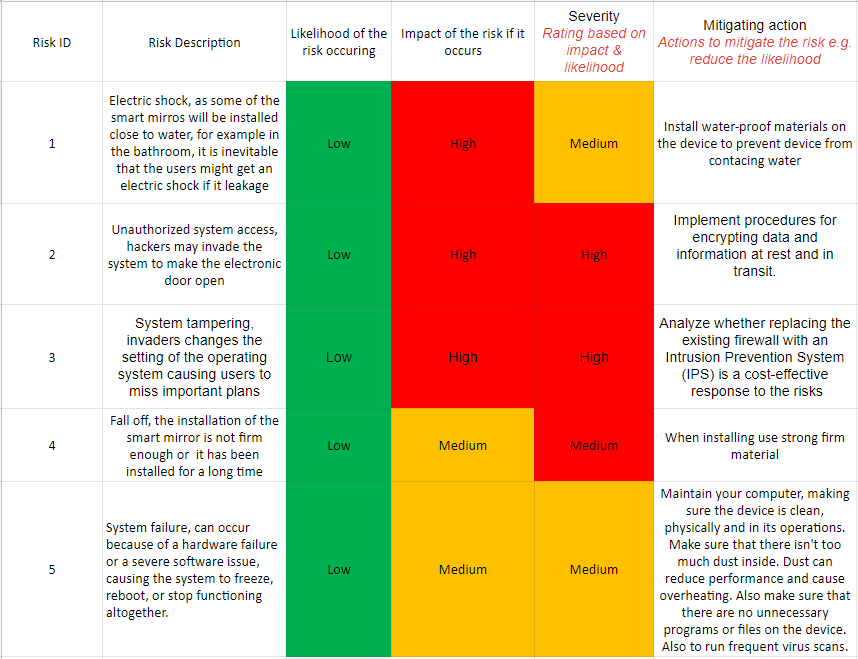 Risk ID
Risk Description
Likelihood of the
risk occuring
Impact of the risk if it
occurs
Severity
Rating based on
impact &
likelihood
Mitigating action
Actions to mitigate the risk e.g.
reduce the likelihood
1
Electric shock, as some of the
smart mirros will be installed
close to water, for example in
the bathroom, it is inevitable
that the users might get an
electric shock if it leakage
Low
High
Medium
Install water-proof materials on
the device to prevent device from
contacing water
2
Unauthorized system access,
hackers may invade the
system to make the electronic
door open
Low
High
High
Implement procedures for
encrypting data and
information at rest and in
transit.
3
System tampering,
invaders changes the
setting of the operating
system causing users to
miss important plans
Low
High
High
Analyze whether replacing the
existing firewall with an
Intrusion Prevention System
(IPS) is a cost-effective
response to the risks
4
Fall off, the installation of the
smart mirror is not firm
enough or  it has been
installed for a long time
Low
Medium
Medium
When installing use strong firm
material
5
System failure, can occur
because of a hardware failure
or a severe software issue,
causing the system to freeze,
reboot, or stop functioning
altogether.
Low
Medium
Medium
Maintain your computer, making
sure the device is clean,
physically and in its operations.
Make sure that there isn't too
much dust inside. Dust can
reduce performance and cause
overheating. Also make sure that
there are no unnecessary
programs or files on the device.
Also to run frequent virus scans.